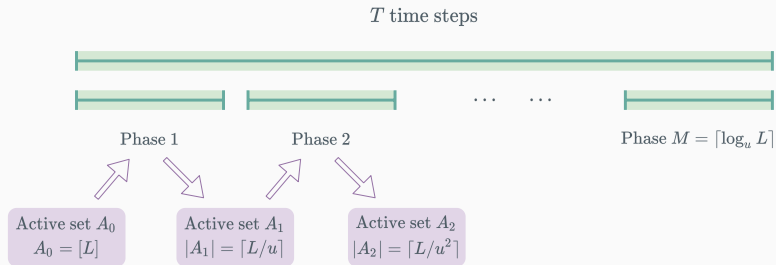 T time steps
... ...
Phase 1
Phase 2
Phase M = ⌈log_u L⌉
Active set A_0
A_0 = [L]
Active set A_1
|A_1| = ⌈L/u⌉
Active set A_2
|A_2| = ⌈L/u^2⌉